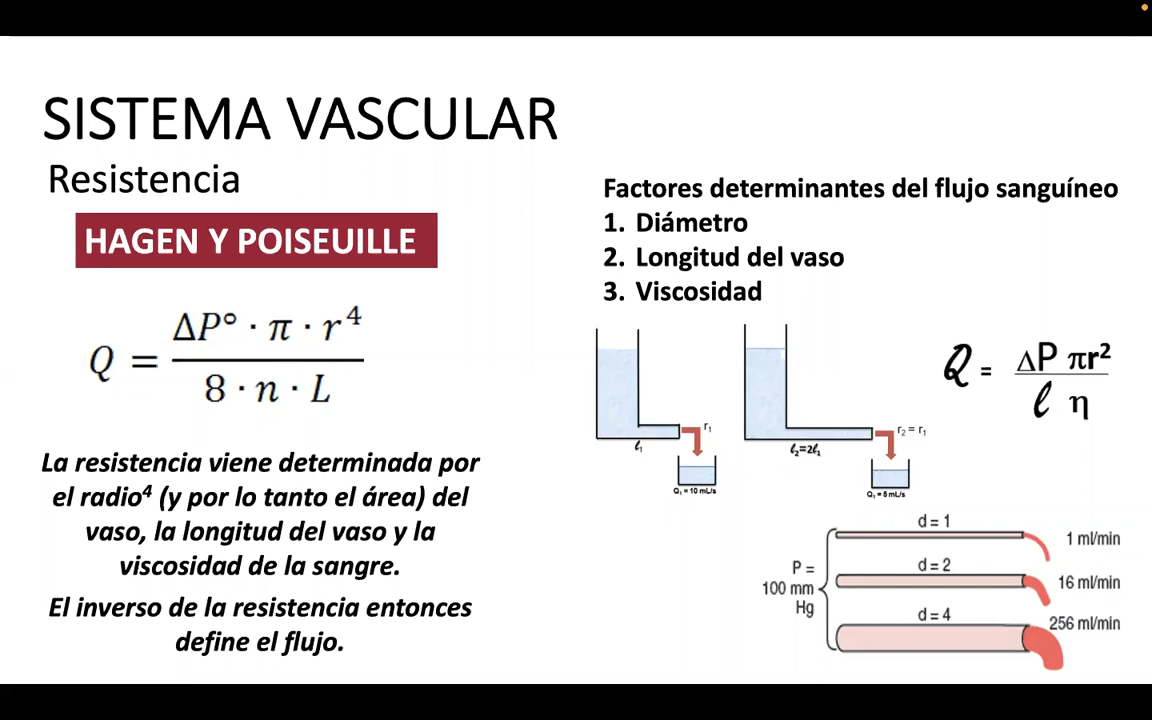 SISTEMA VASCULAR
Resistencia
HAGEN Y POISEUILLE
Q = ΔP° · π · r⁴
8 · n · L
La resistencia viene determinada por
el radio⁴ (y por lo tanto el área) del
vaso, la longitud del vaso y la
viscosidad de la sangre.
El inverso de la resistencia entonces
define el flujo.
Factores determinantes del flujo sanguíneo
1. Diámetro
2. Longitud del vaso
3. Viscosidad
r₁
ℓ₁
Q₁ = 10 mL/s
r₂ = r₁
ℓ₂=2ℓ₁
Q₁ = 5 mL/s
Q = ΔP πr²
ℓ η
P =
100 mm
Hg
d = 1
1 ml/min
d = 2
16 ml/min
d = 4
256 ml/min